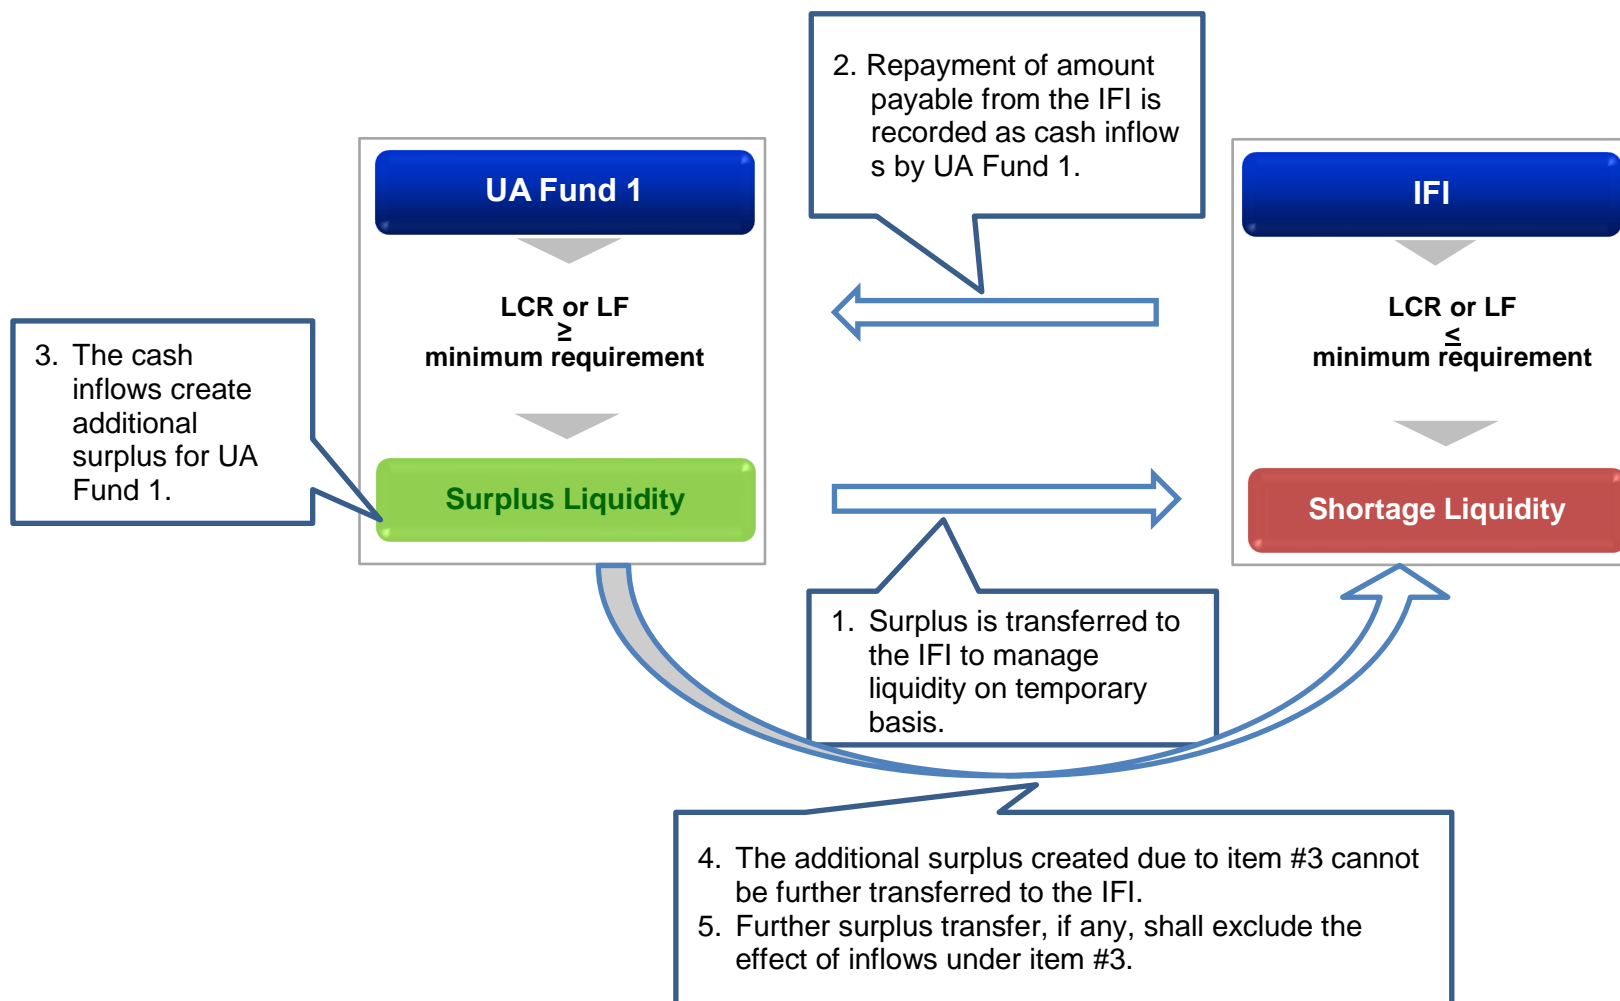 2. Repayment of amount
payable from the IFI is
recorded as cash inflow
s by UA Fund 1.
UA Fund 1
IFI
LCR or LF
≥
minimum requirement
LCR or LF
≤
minimum requirement
3. The cash
inflows create
additional
surplus for UA
Fund 1.
Surplus Liquidity
Shortage Liquidity
1. Surplus is transferred to
the IFI to manage
liquidity on temporary
basis.
4. The additional surplus created due to item #3 cannot
be further transferred to the IFI.
5. Further surplus transfer, if any, shall exclude the
effect of inflows under item #3.